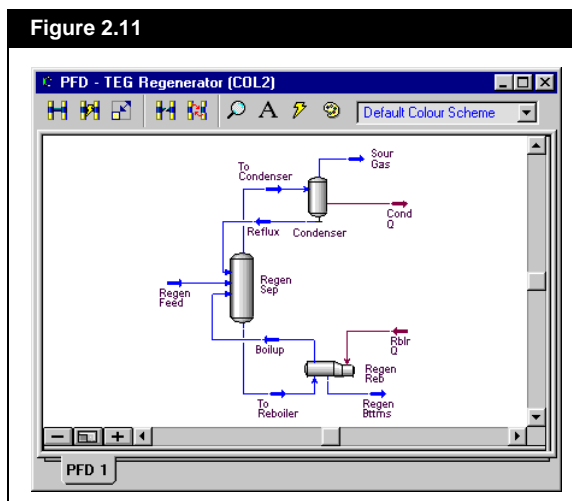 Figure 2.11
PFD - TEG Regenerator (COL2)
A
Default Colour Scheme
Sour
Gas
To
Condenser
Cond
Q
Reflux
Condenser
Regen
Feed
Regen
Sep
Boilup
Rblr
Q
Regen
Reb
To
Reboiler
Regen
Bttms
PFD 1